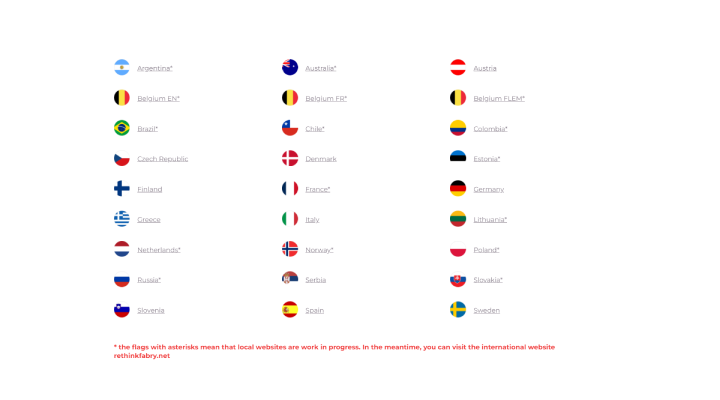 Argentina*
Australia*
Austria
Belgium EN*
Belgium FR*
Belgium FLEM*
Brazil*
Chile*
Colombia*
Czech Republic
Denmark
Estonia*
Finland
France*
Germany
Greece
Italy
Lithuania*
Netherlands*
Norway*
Poland*
Russia*
Serbia
Slovakia*
Slovenia
Spain
Sweden
* the flags with asterisks mean that local websites are work in progress. In the meantime, you can visit the international website
rethinkfabry.net